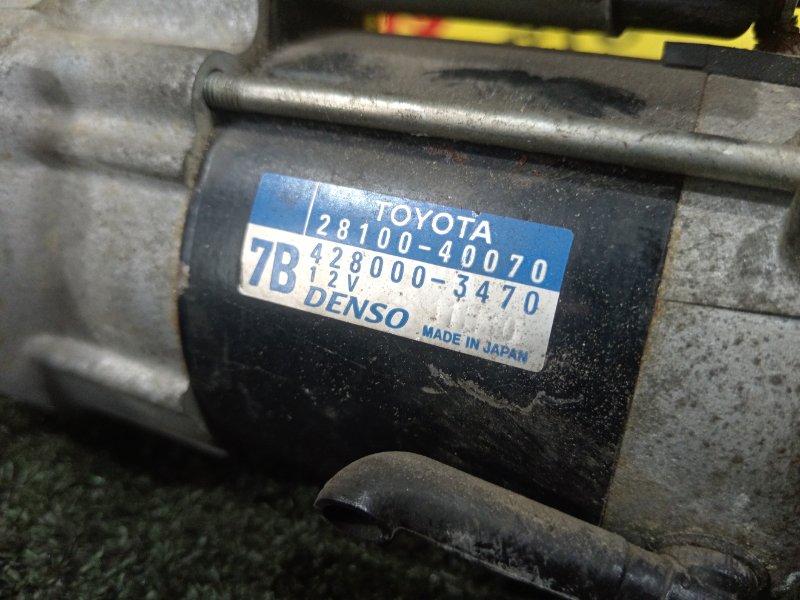 TOYOTA
28100-40070
7B 428000-3470
12V
DENSO MADE IN JAPAN